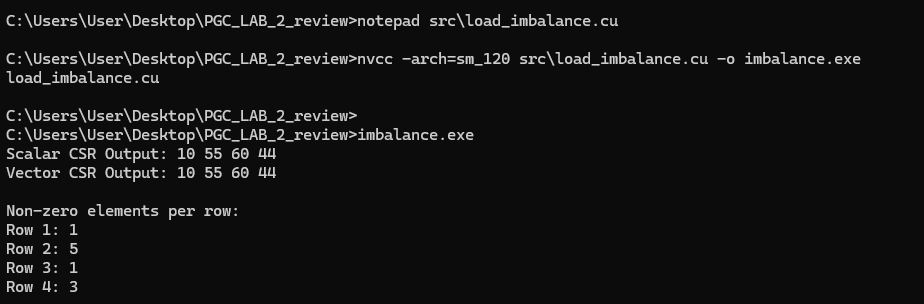 C:\Users\User\Desktop\PGC_LAB_2_review>notepad src\load_imbalance.cu
C:\Users\User\Desktop\PGC_LAB_2_review>nvcc -arch=sm_120 src\load_imbalance.cu -o imbalance.exe
load_imbalance.cu
C:\Users\User\Desktop\PGC_LAB_2_review>
C:\Users\User\Desktop\PGC_LAB_2_review>imbalance.exe
Scalar CSR Output: 10 55 60 44
Vector CSR Output: 10 55 60 44
Non-zero elements per row:
Row 1: 1
Row 2: 5
Row 3: 1
Row 4: 3